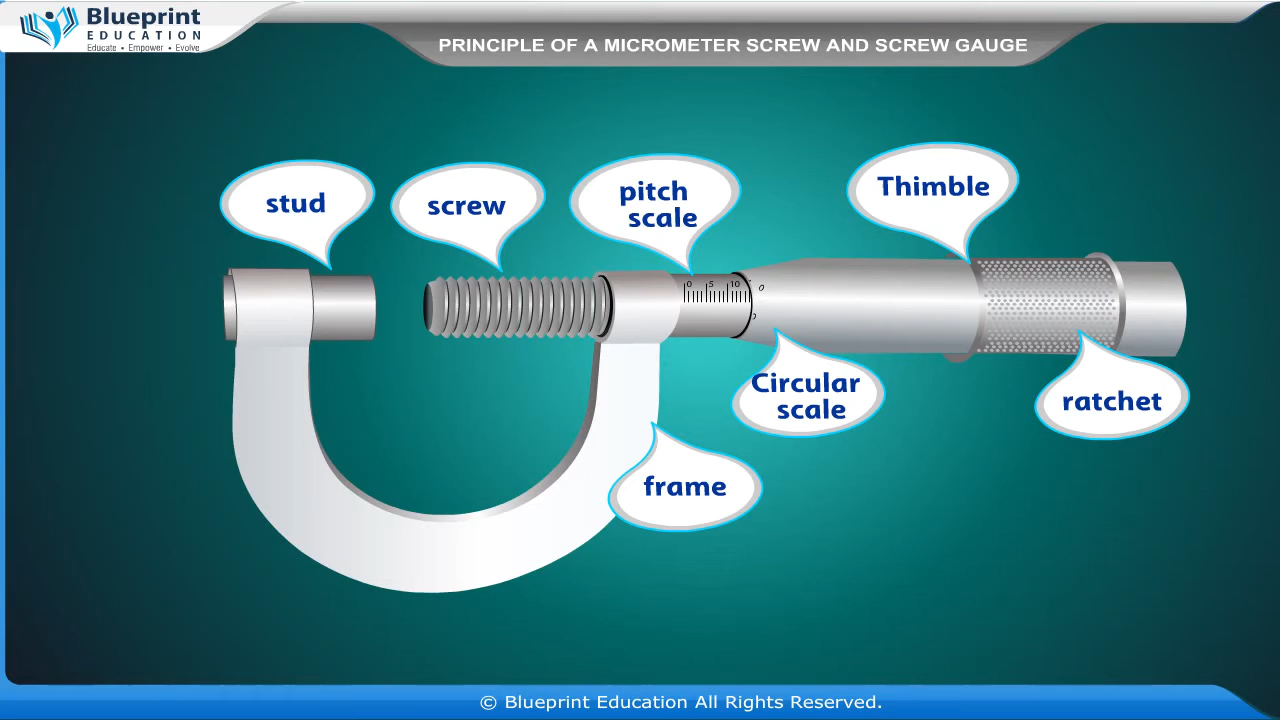 Blueprint
EDUCATION
Educate • Empower • Evolve
PRINCIPLE OF A MICROMETER SCREW AND SCREW GAUGE
stud
screw
pitch
scale
Thimble
0 5 10
0
Circular
scale
ratchet
frame
© Blueprint Education All Rights Reserved.